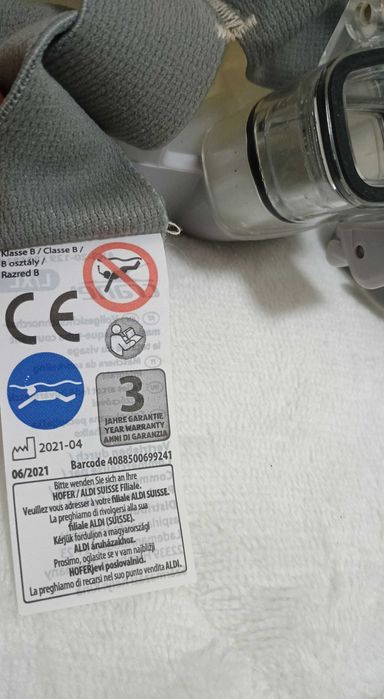 Klasse B / Classe B /
B osztály /
Razred B
CE
3
JAHRE GARANTIE
YEAR WARRANTY
ANNI DI GARANZIA
2021-04
06/2021
Barcode 4088500699241
Bitte wenden Sie sich an Ihre
HOFER / ALDI SUISSE Filiale.
Veuillez vous adresser à votre filiale ALDI SUISSE.
La preghiamo di rivolgersi alla sua
filiale ALDI (SUISSE).
Kérjük forduljon a magyarországi
ALDI áruházakhoz.
Prosimo, oglasite se v vam najbližji
HOFERjevi poslovalnici.
La preghiamo di recarsi nel suo punto vendita ALDI.